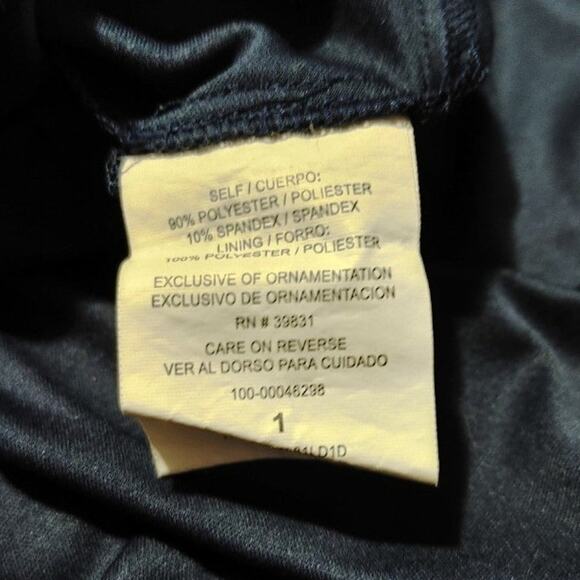 SELF / CUERPO:
90% POLYESTER / POLIESTER
10% SPANDEX / SPANDEX
LINING / FORRO:
100% POLYESTER / POLIESTER
EXCLUSIVE OF ORNAMENTATION
EXCLUSIVO DE ORNAMENTACION
RN # 39831
CARE ON REVERSE
VER AL DORSO PARA CUIDADO
100-00046298
1